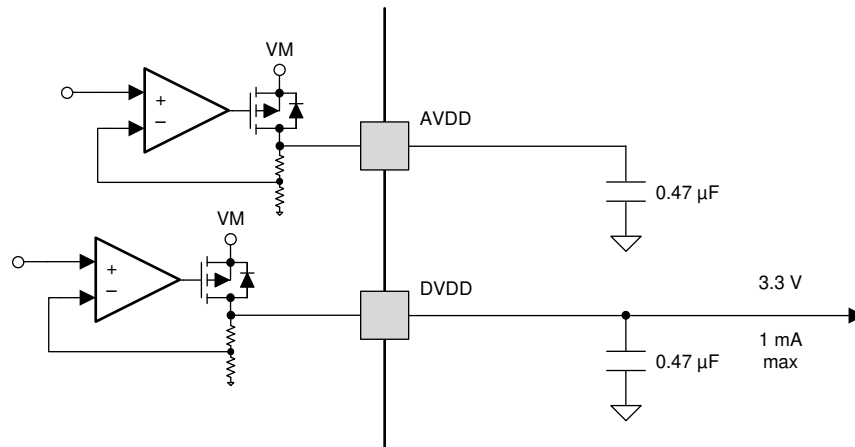 VM
+
−
AVDD
0.47 µF
VM
+
−
DVDD
3.3 V
1 mA
max
0.47 µF